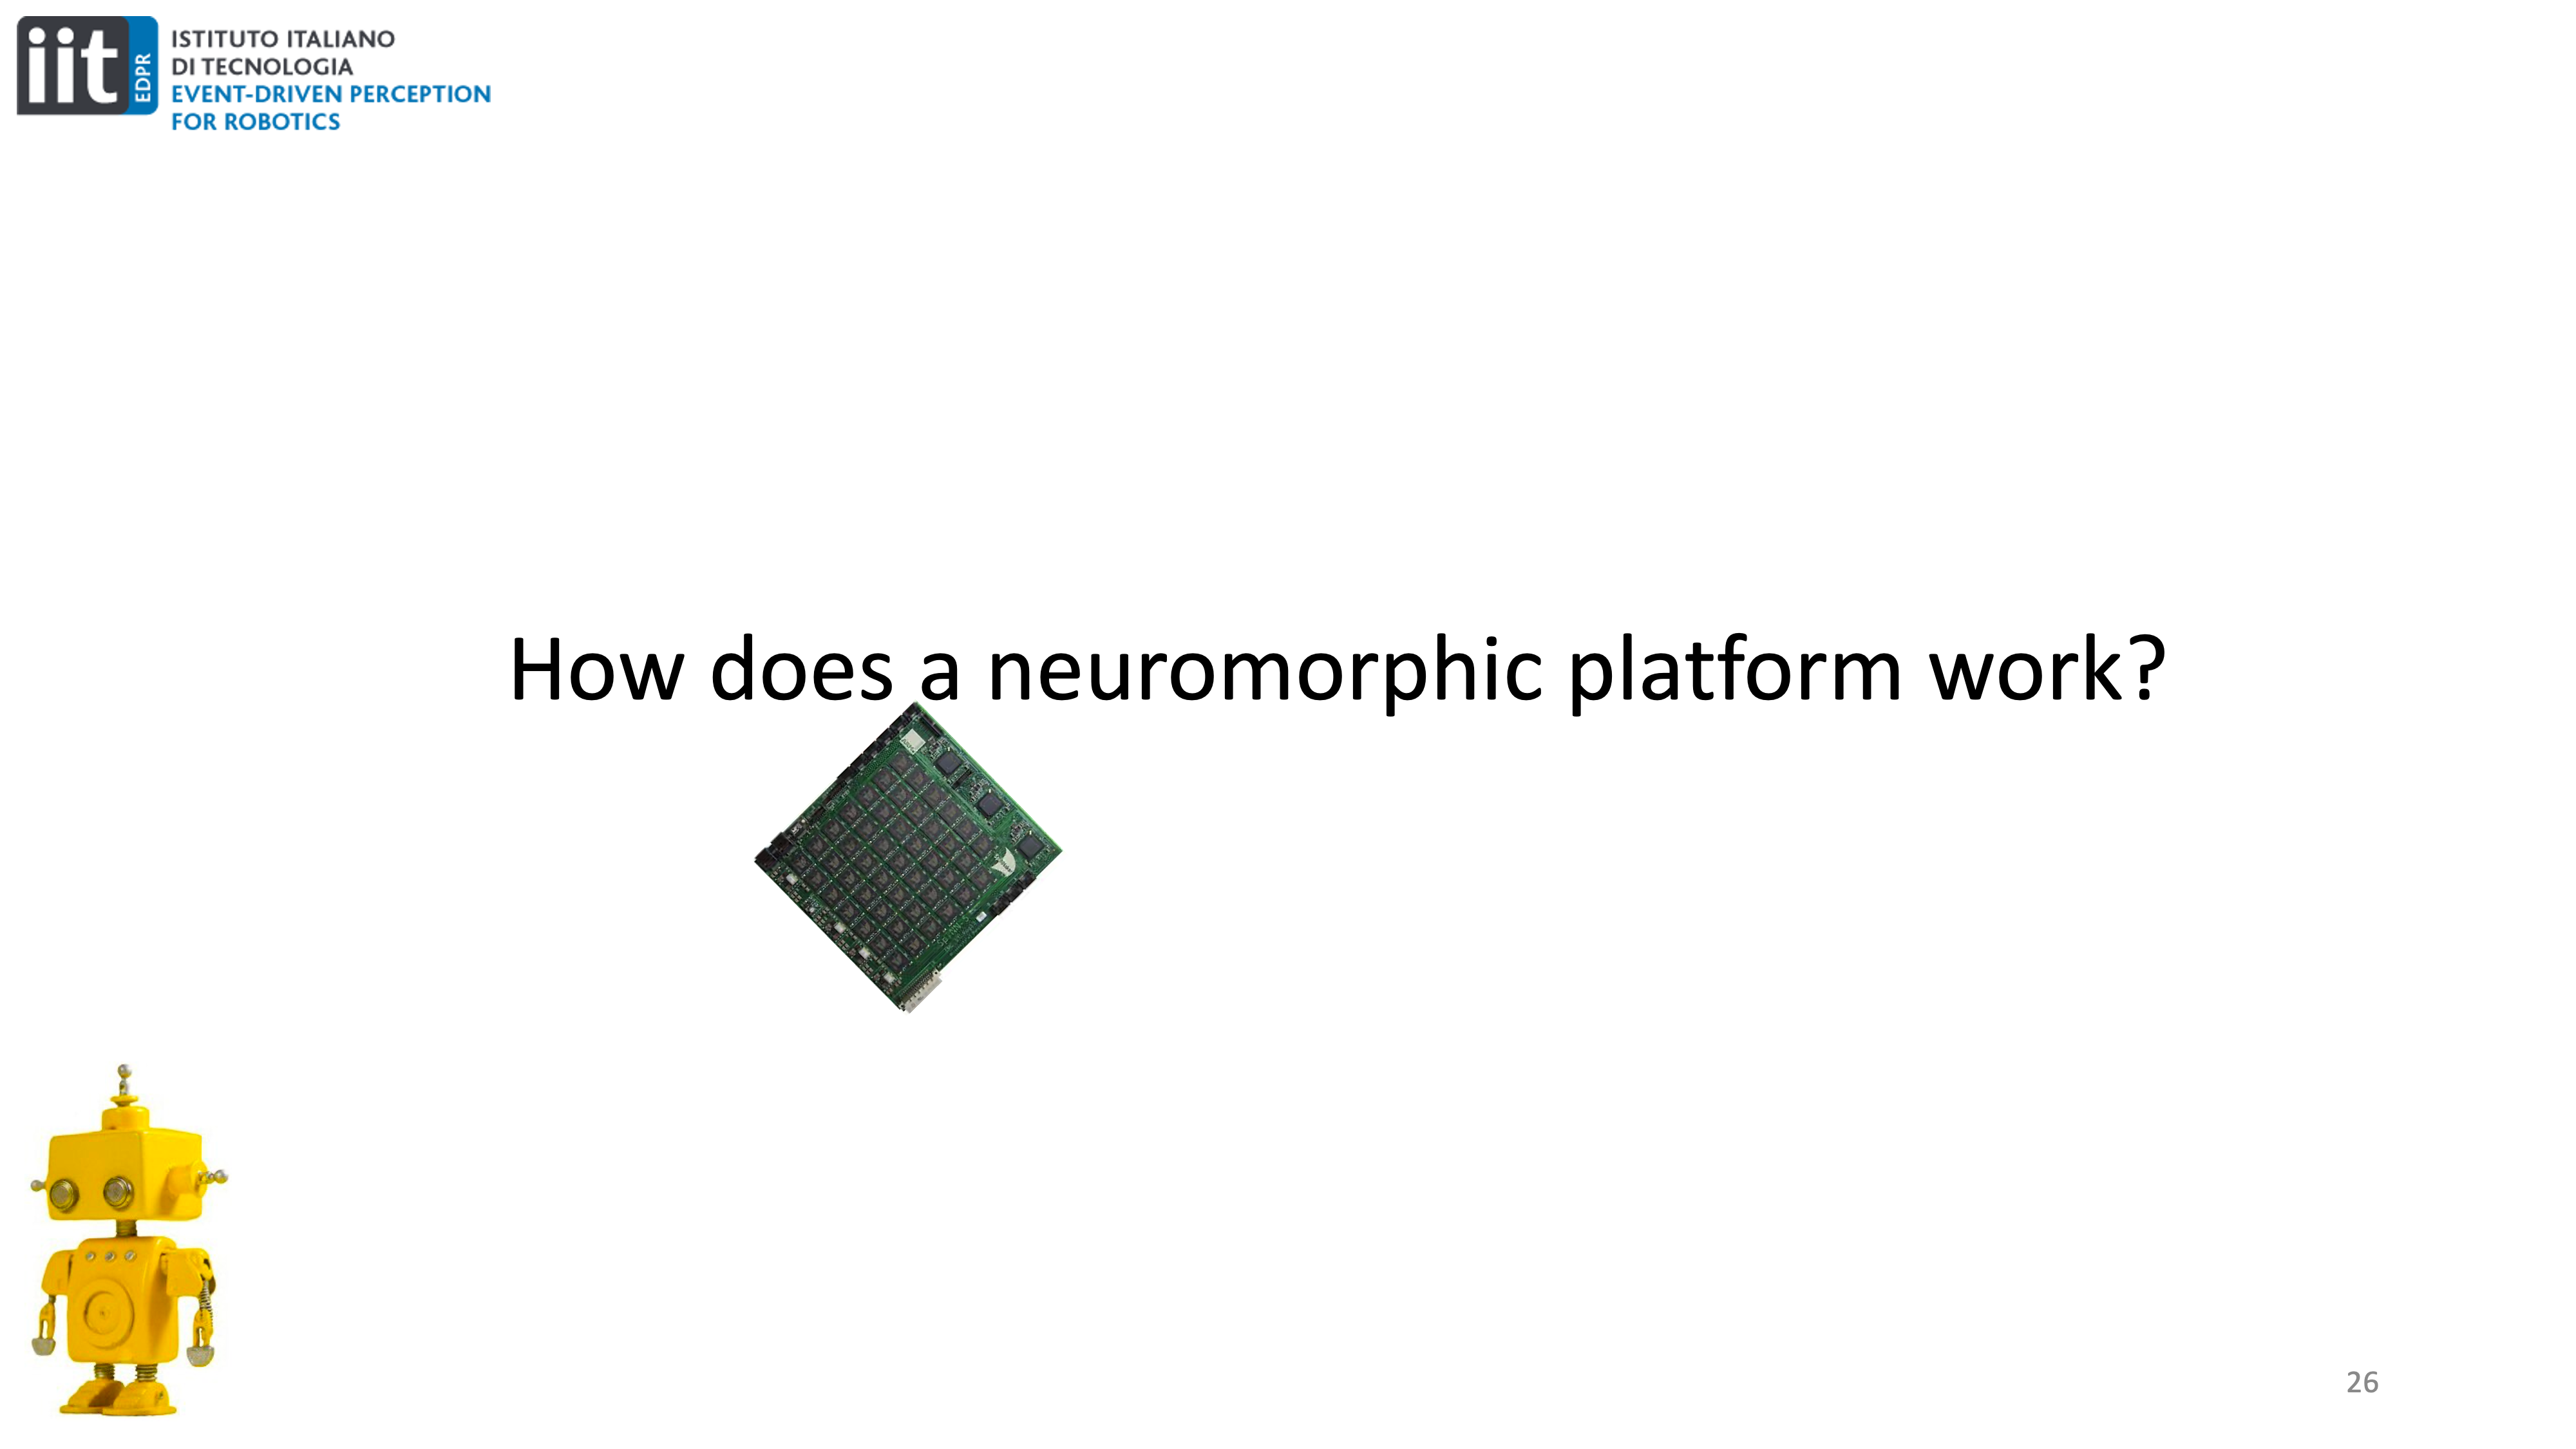 iit
EDPR
ISTITUTO ITALIANO
DI TECNOLOGIA
EVENT-DRIVEN PERCEPTION
FOR ROBOTICS
How does a neuromorphic platform work?
26